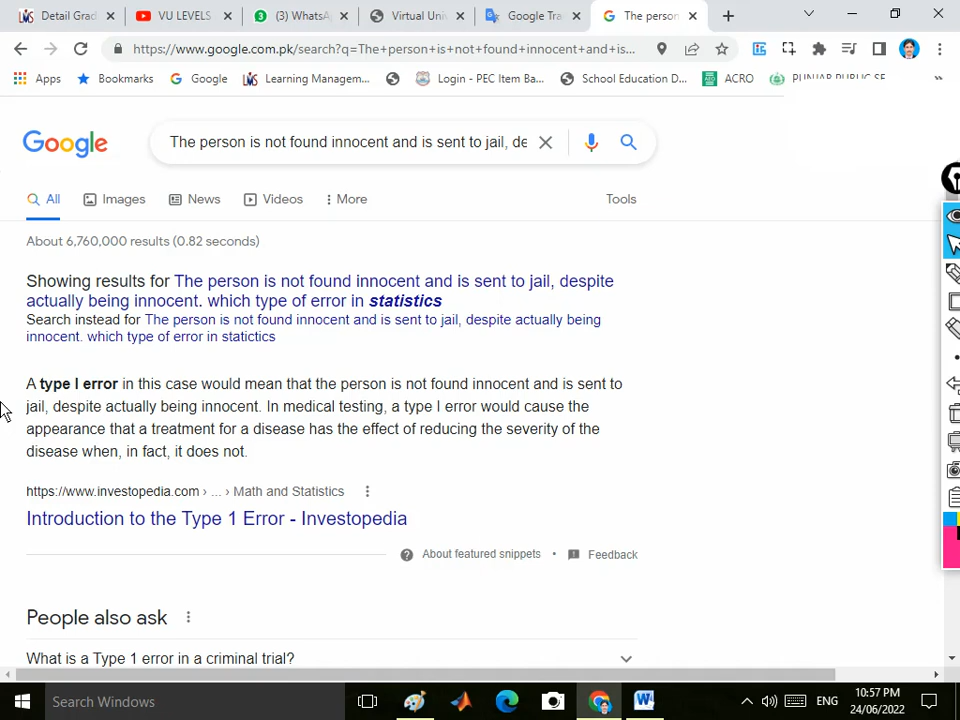 Detail Grad
VU LEVELS
(3) WhatsA
Virtual Univ
Google Tra
The person
https://www.google.com.pk/search?q=The+person+is+not+found+innocent+and+is...
Apps
Bookmarks
Google
Learning Managem...
Login - PEC Item Ba...
School Education D...
ACRO
PUNJAB PUBLIC SE
»
Google
The person is not found innocent and is sent to jail, de
All
Images
News
Videos
More
Tools
About 6,760,000 results (0.82 seconds)
Showing results for The person is not found innocent and is sent to jail, despite
actually being innocent. which type of error in statistics
Search instead for The person is not found innocent and is sent to jail, despite actually being
innocent. which type of error in statictics
A type I error in this case would mean that the person is not found innocent and is sent to
jail, despite actually being innocent. In medical testing, a type I error would cause the
appearance that a treatment for a disease has the effect of reducing the severity of the
disease when, in fact, it does not.
https://www.investopedia.com › ... › Math and Statistics
Introduction to the Type 1 Error - Investopedia
About featured snippets • Feedback
People also ask
What is a Type 1 error in a criminal trial?
Search Windows
ENG
10:57 PM
24/06/2022